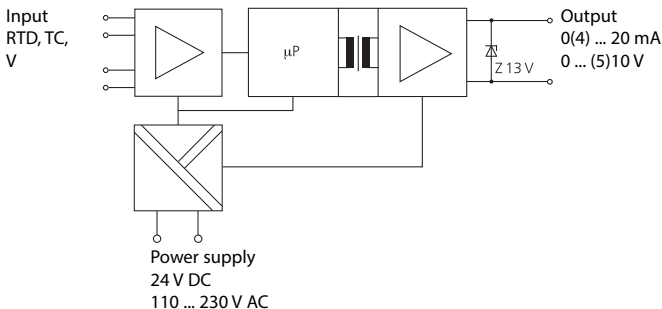 Input
RTD, TC,
V
µP
Z 13 V
Output
0(4) ... 20 mA
0 ... (5)10 V
Power supply
24 V DC
110 ... 230 V AC